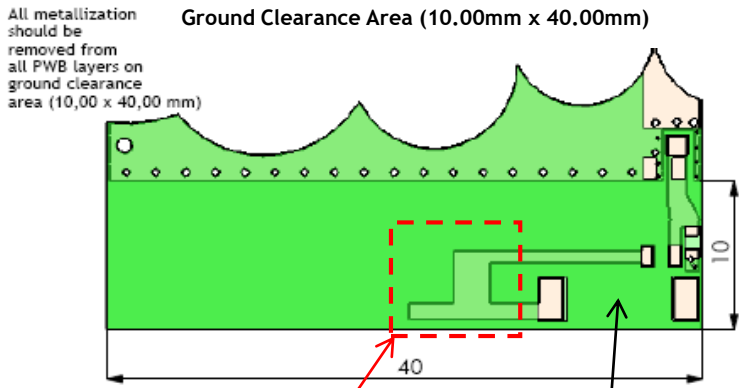 All metallization
should be
removed from
all PWB layers on
ground clearance
area (10,00 x 40,00 mm)
Ground Clearance Area (10.00mm x 40.00mm)
10
40